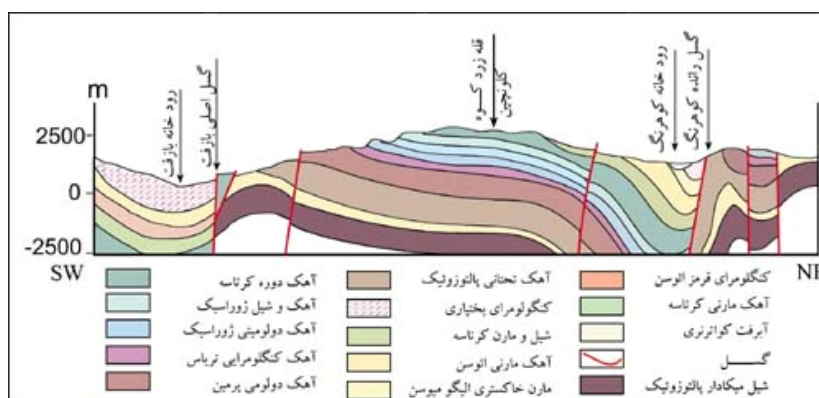 رود خانه بازفت
گسل اصلی بازفت
قله زرد کوه
کلونچین
رود خانه کوهرنگ
گسل رانده کوهرنگ
m
2500
0
-2500
SW
NE
آهک دوره کرتاسه
آهک و شیل ژوراسیک
آهک دولومیتی ژوراسیک
آهک کنگلومرایی تریاس
آهک دولومی پرمین
آهک تحتانی پالئوزوئیک
کنگولومرای بختیاری
شیل و مارن کرتاسه
آهک مارنی ائوسن
مارن خاکستری الیگو میوسن
کنگلومرای قرمز ائوسن
آهک مارنی کرتاسه
آبرفت کواترنری
گسل
شیل میکادار پالئوزوئیک